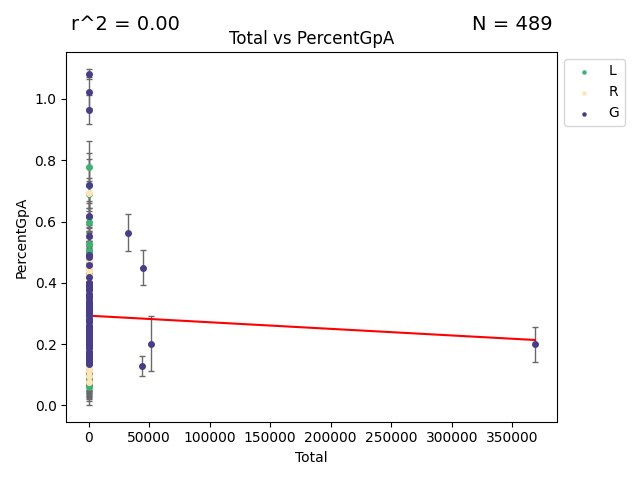 r^2 = 0.00
N = 489
Total vs PercentGpA
L
R
G
1.0
0.8
0.6
0.4
0.2
0.0
PercentGpA
0 50000 100000 150000 200000 250000 300000 350000
Total